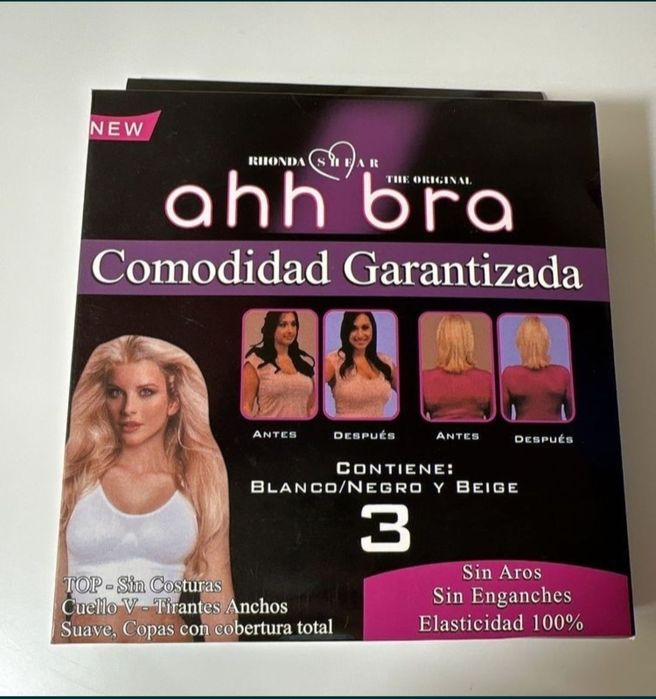 NEW
RHONDA SHEAR
THE ORIGINAL
ahh bra
Comodidad Garantizada
ANTES
DESPUÉS
ANTES
DESPUÉS
CONTIENE:
BLANCO/NEGRO Y BEIGE
3
TOP - Sin Costuras
Cuello V - Tirantes Anchos
Suave, Copas con cobertura total
Sin Aros
Sin Enganches
Elasticidad 100%